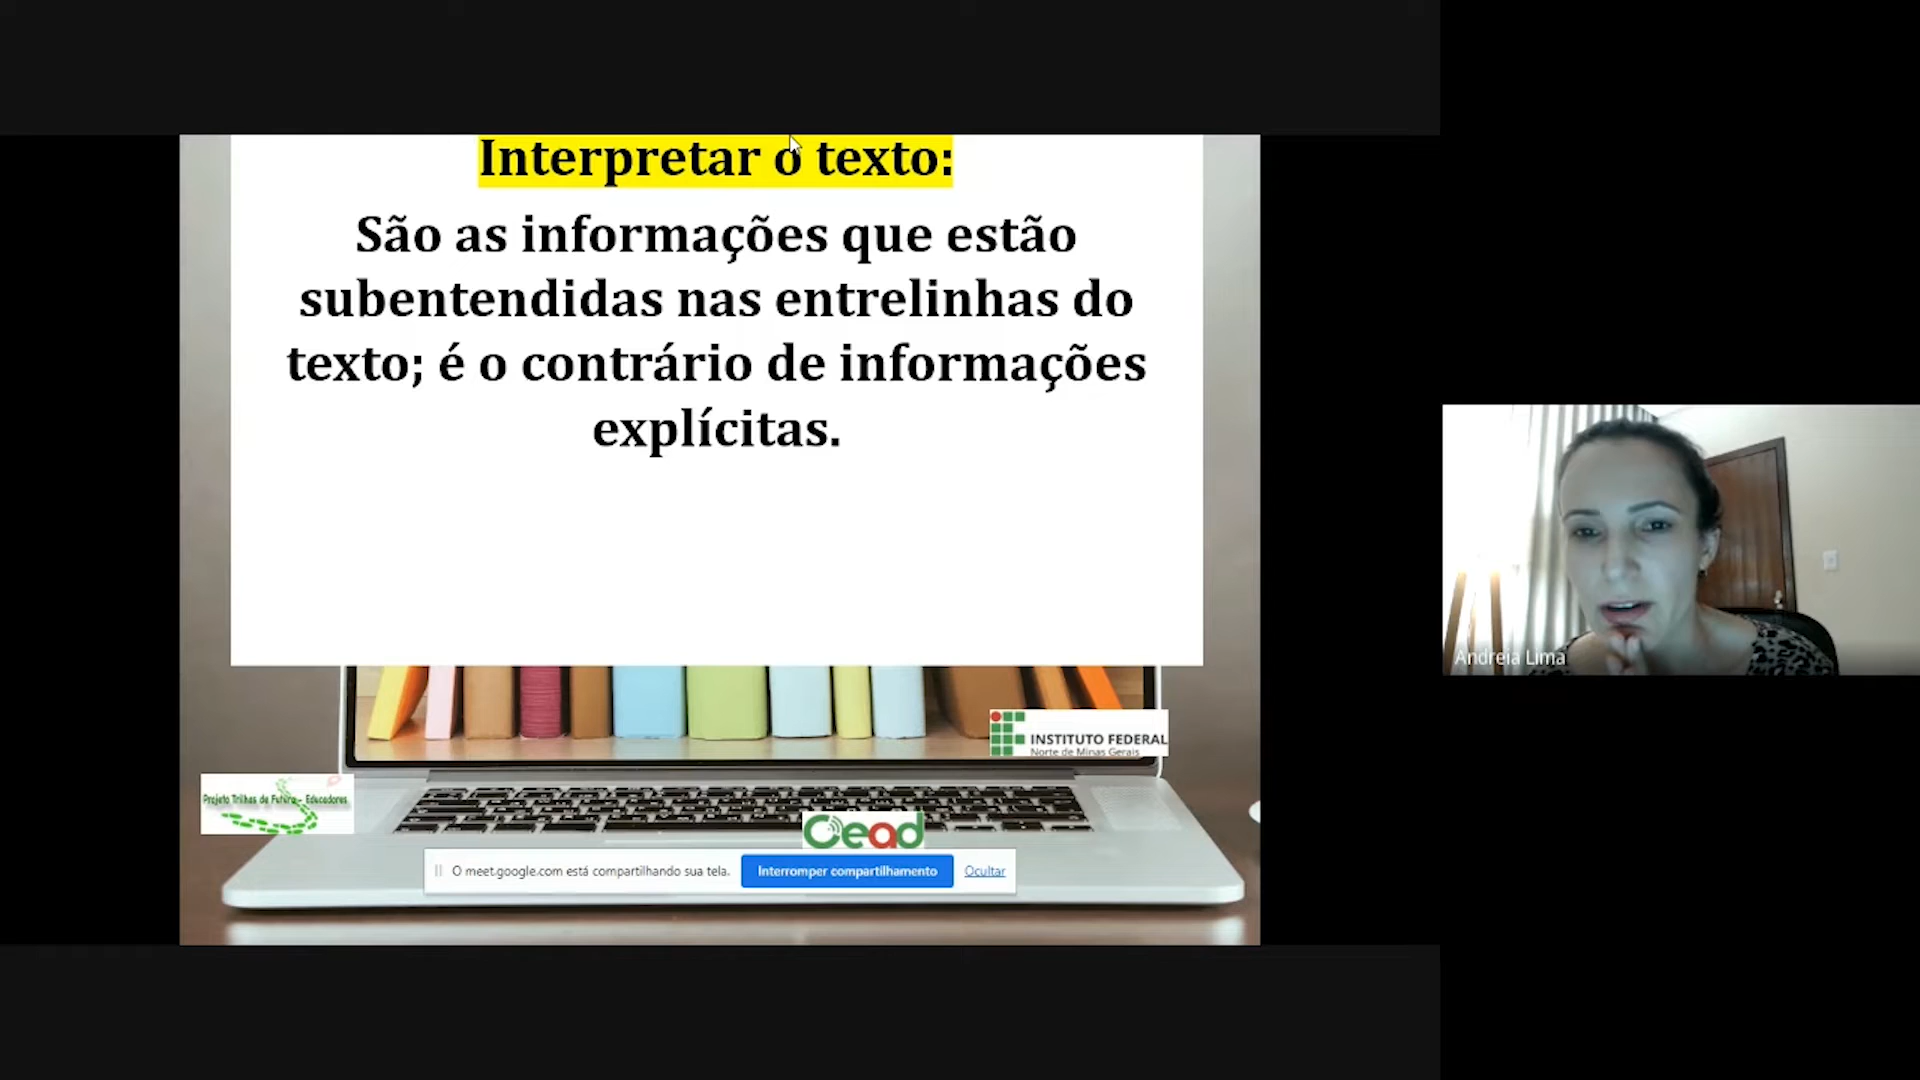 Interpretar o texto:
São as informações que estão
subentendidas nas entrelinhas do
texto; é o contrário de informações
explícitas.
Andreia Lima
INSTITUTO FEDERAL
Norte de Minas Gerais
Projeto Trilhas de Futuro - Educadores
Cead
O meet.google.com está compartilhando sua tela.
Interromper compartilhamento
Ocultar